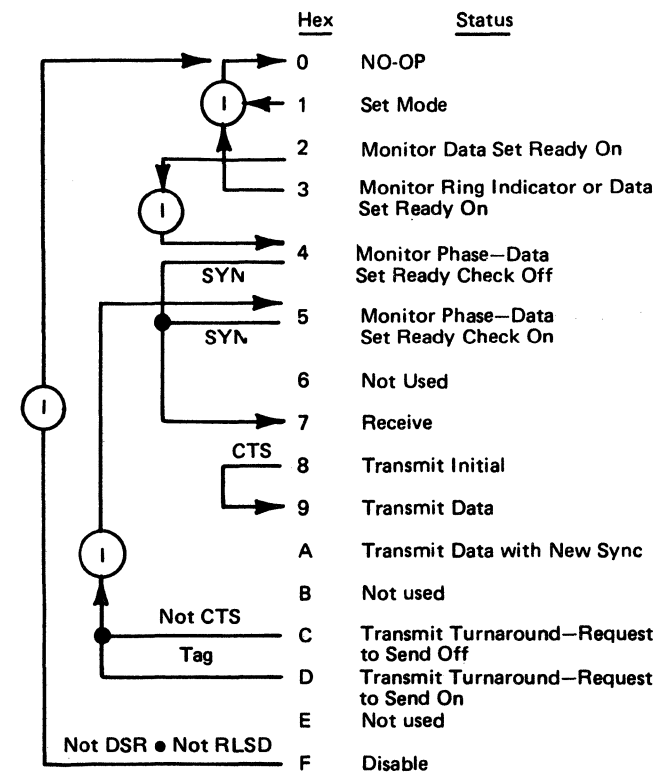 Hex Status
0 NO-OP
I
1 Set Mode
2 Monitor Data Set Ready On
3 Monitor Ring Indicator or Data
Set Ready On
I
4 Monitor Phase—Data
Set Ready Check Off
SYN
5 Monitor Phase—Data
Set Ready Check On
SYN
6 Not Used
I
7 Receive
CTS
8 Transmit Initial
9 Transmit Data
I
A Transmit Data with New Sync
B Not used
Not CTS
C Transmit Turnaround—Request
to Send Off
Tag
D Transmit Turnaround—Request
to Send On
E Not used
Not DSR ● Not RLSD
F Disable